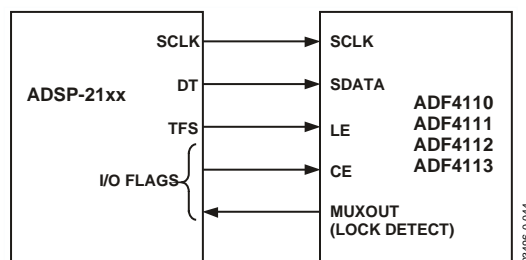 ADSP-21xx
SCLK
DT
TFS
I/O FLAGS
SCLK
SDATA
LE
CE
MUXOUT
(LOCK DETECT)
ADF4110
ADF4111
ADF4112
ADF4113